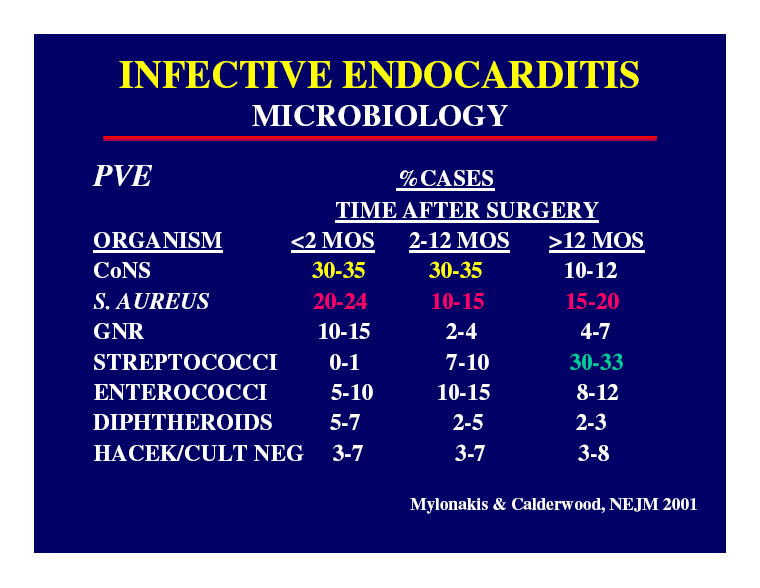 INFECTIVE ENDOCARDITIS
MICROBIOLOGY
PVE %CASES
TIME AFTER SURGERY
ORGANISM <2 MOS 2-12 MOS >12 MOS
CoNS 30-35 30-35 10-12
S. AUREUS 20-24 10-15 15-20
GNR 10-15 2-4 4-7
STREPTOCOCCI 0-1 7-10 30-33
ENTEROCOCCI 5-10 10-15 8-12
DIPHTHEROIDS 5-7 2-5 2-3
HACEK/CULT NEG 3-7 3-7 3-8
Mylonakis & Calderwood, NEJM 2001